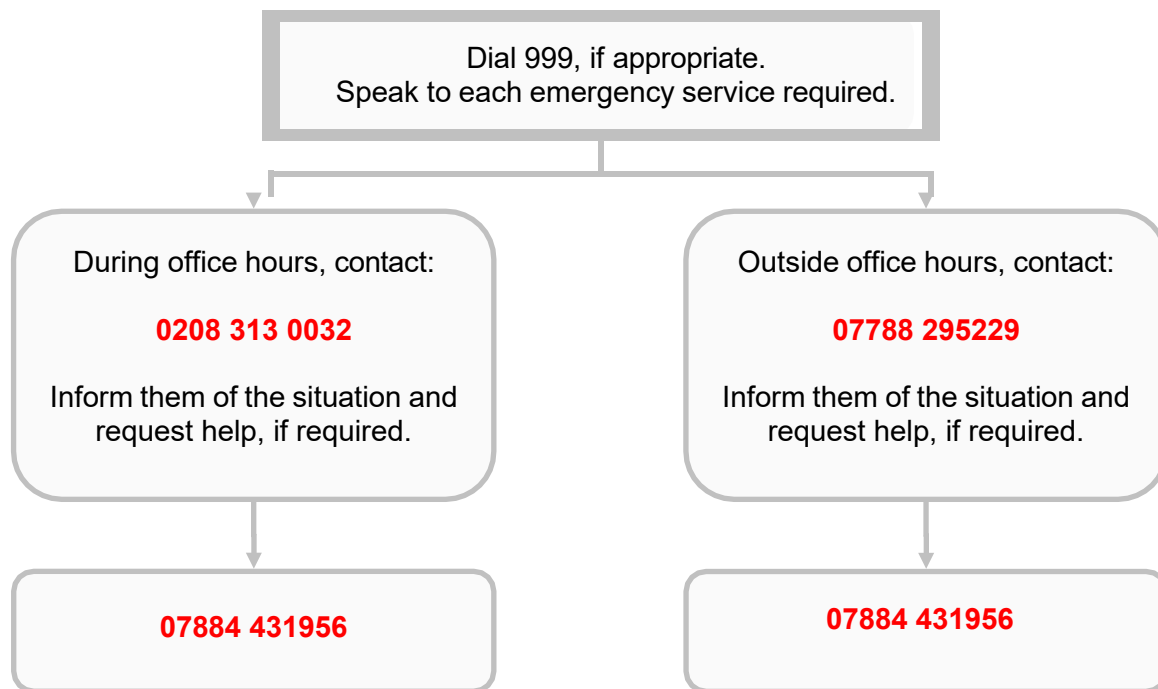 Dial 999, if appropriate.
Speak to each emergency service required.
During office hours, contact:
0208 313 0032
Inform them of the situation and
request help, if required.
Outside office hours, contact:
07788 295229
Inform them of the situation and
request help, if required.
07884 431956
07884 431956